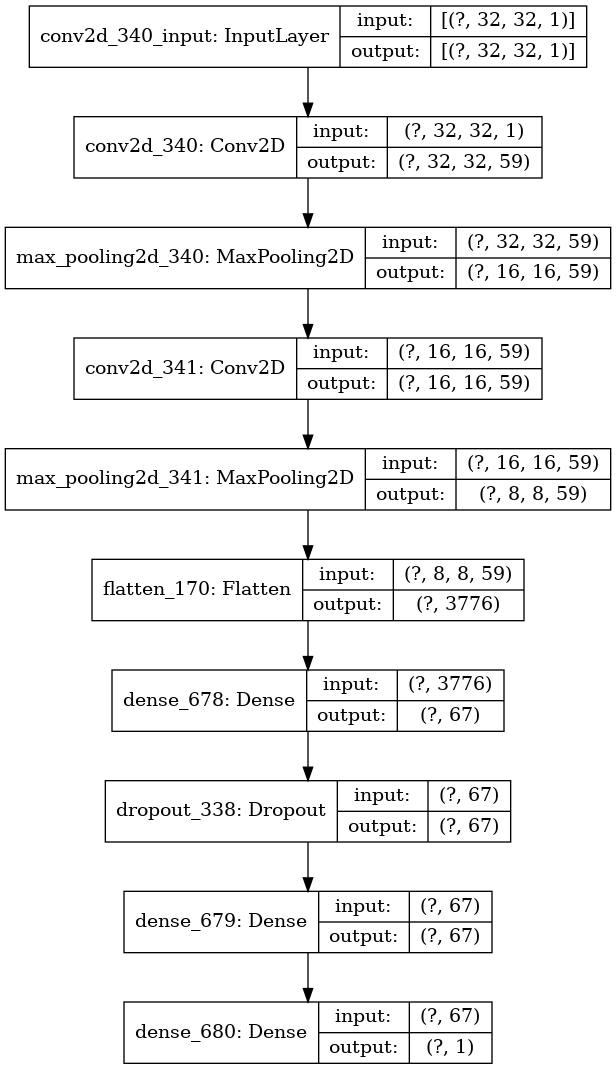 conv2d_340_input: InputLayer
input: [(?, 32, 32, 1)]
output: [(?, 32, 32, 1)]
conv2d_340: Conv2D
input: (?, 32, 32, 1)
output: (?, 32, 32, 59)
max_pooling2d_340: MaxPooling2D
input: (?, 32, 32, 59)
output: (?, 16, 16, 59)
conv2d_341: Conv2D
input: (?, 16, 16, 59)
output: (?, 16, 16, 59)
max_pooling2d_341: MaxPooling2D
input: (?, 16, 16, 59)
output: (?, 8, 8, 59)
flatten_170: Flatten
input: (?, 8, 8, 59)
output: (?, 3776)
dense_678: Dense
input: (?, 3776)
output: (?, 67)
dropout_338: Dropout
input: (?, 67)
output: (?, 67)
dense_679: Dense
input: (?, 67)
output: (?, 67)
dense_680: Dense
input: (?, 67)
output: (?, 1)